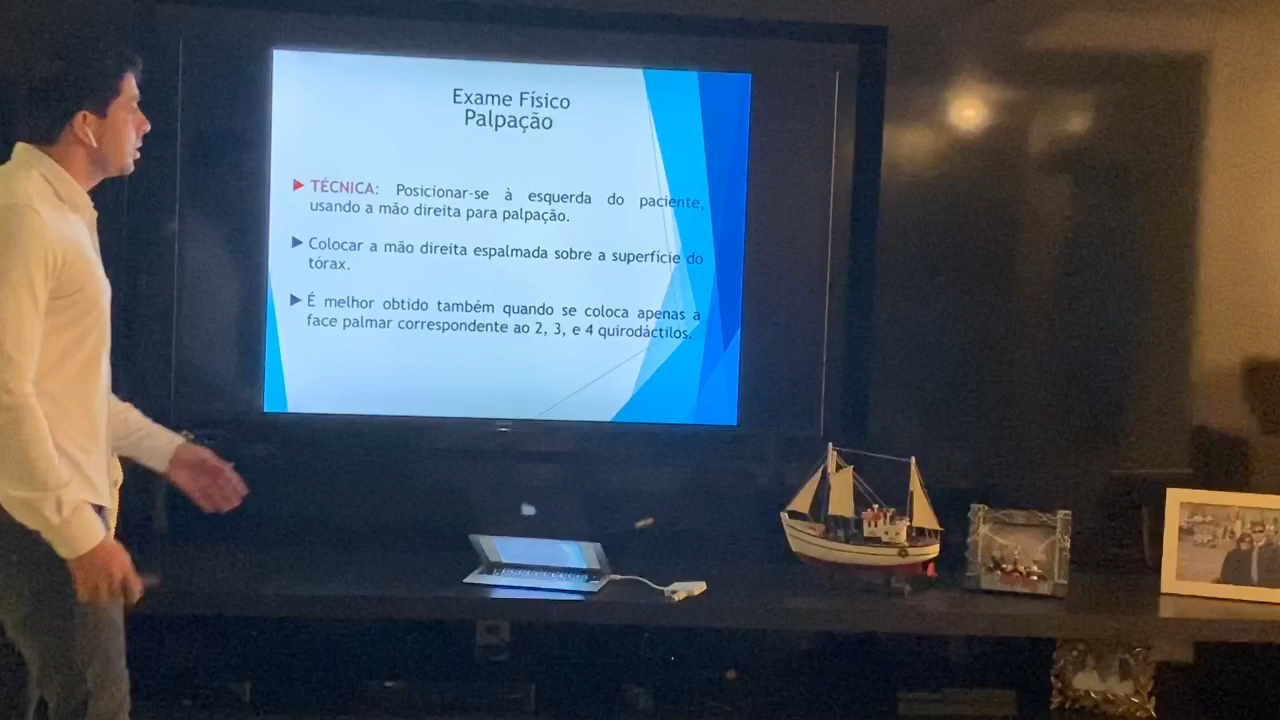 Exame Físico
Palpação
TÉCNICA: Posicionar-se à esquerda do paciente,
usando a mão direita para palpação.
Colocar a mão direita espalmada sobre a superfície do
tórax.
É melhor obtido também quando se coloca apenas a
face palmar correspondente ao 2, 3, e 4 quirodáctilos.